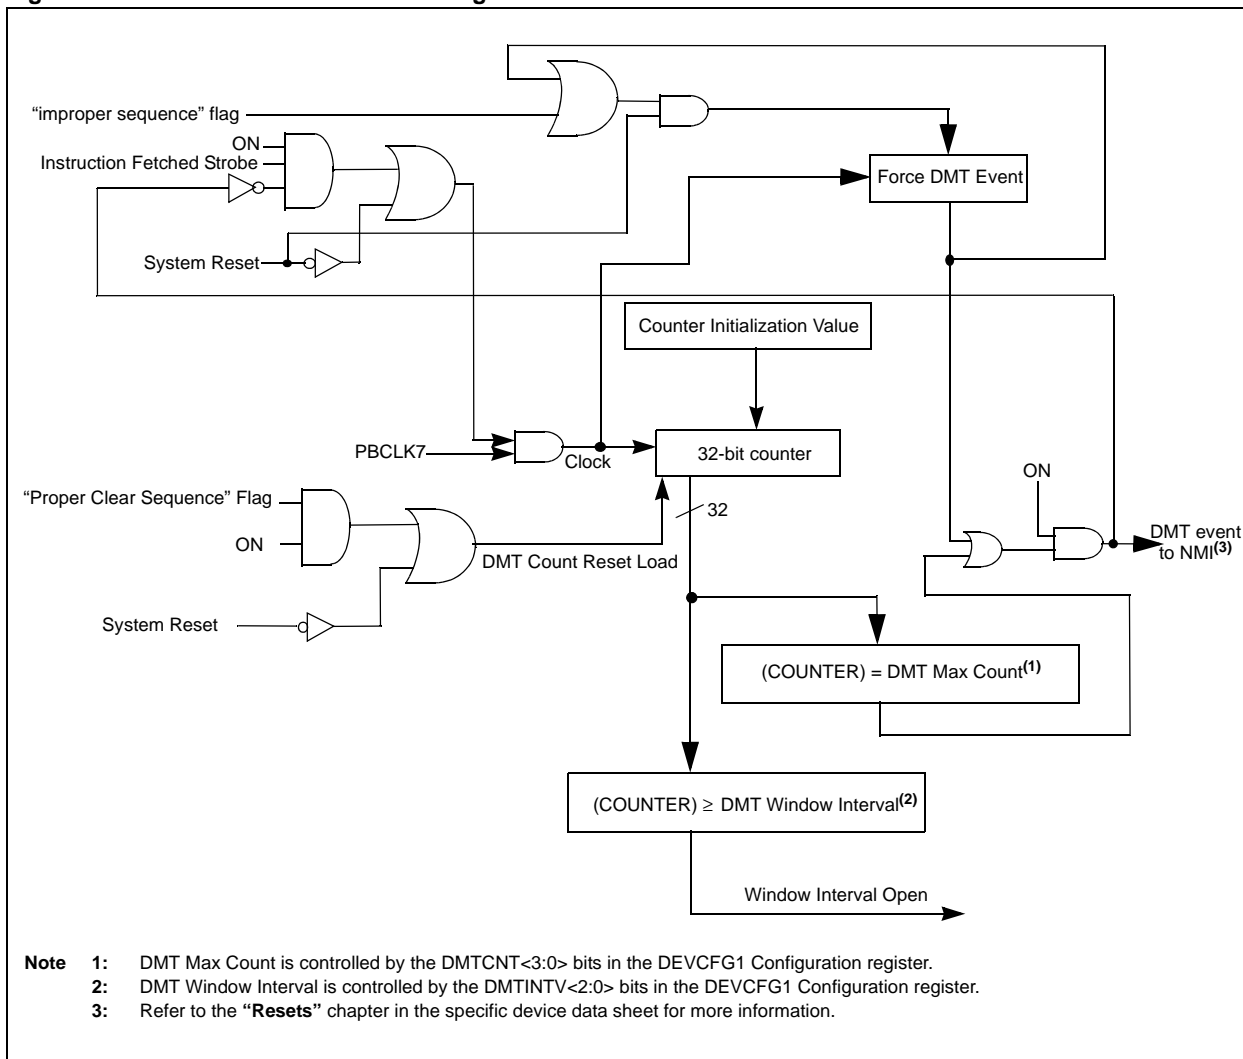 "improper sequence" flag
ON
Instruction Fetched Strobe
Force DMT Event
System Reset
Counter Initialization Value
PBCLK7
Clock
32-bit counter
"Proper Clear Sequence" Flag
32
ON
ON
DMT event
to NMI(3)
DMT Count Reset Load
System Reset
(COUNTER) = DMT Max Count(1)
(COUNTER) ≥ DMT Window Interval(2)
Window Interval Open
Note 1: DMT Max Count is controlled by the DMTCNT<3:0> bits in the DEVCFG1 Configuration register.
2: DMT Window Interval is controlled by the DMTINTV<2:0> bits in the DEVCFG1 Configuration register.
3: Refer to the "Resets" chapter in the specific device data sheet for more information.